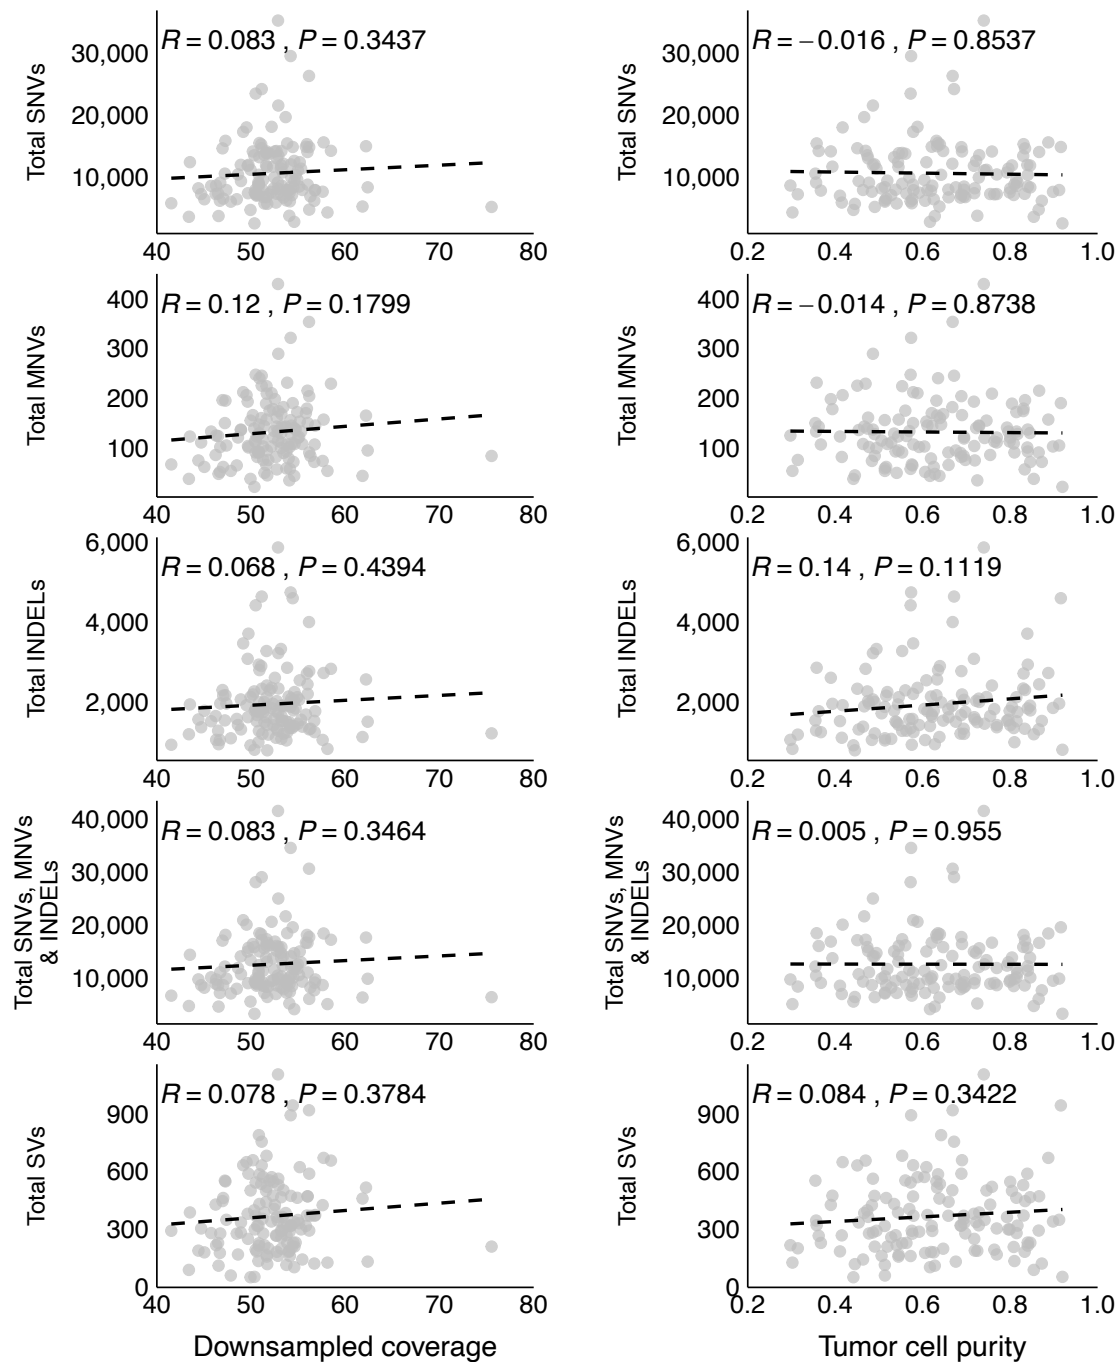 R = 0.083 , P = 0.3437
30,000
20,000
10,000
Total SNVs
40 50 60 70 80
R = −0.016 , P = 0.8537
30,000
20,000
10,000
Total SNVs
0.2 0.4 0.6 0.8 1.0
R = 0.12 , P = 0.1799
400
300
200
100
Total MNVs
40 50 60 70 80
R = −0.014 , P = 0.8738
400
300
200
100
Total MNVs
0.2 0.4 0.6 0.8 1.0
R = 0.068 , P = 0.4394
6,000
4,000
2,000
Total INDELs
40 50 60 70 80
R = 0.14 , P = 0.1119
6,000
4,000
2,000
Total INDELs
0.2 0.4 0.6 0.8 1.0
R = 0.083 , P = 0.3464
40,000
30,000
20,000
10,000
Total SNVs, MNVs
& INDELs
40 50 60 70 80
R = 0.005 , P = 0.955
40,000
30,000
20,000
10,000
Total SNVs, MNVs
& INDELs
0.2 0.4 0.6 0.8 1.0
R = 0.078 , P = 0.3784
900
600
300
0
Total SVs
40 50 60 70 80
Downsampled coverage
R = 0.084 , P = 0.3422
900
600
300
0
Total SVs
0.2 0.4 0.6 0.8 1.0
Tumor cell purity